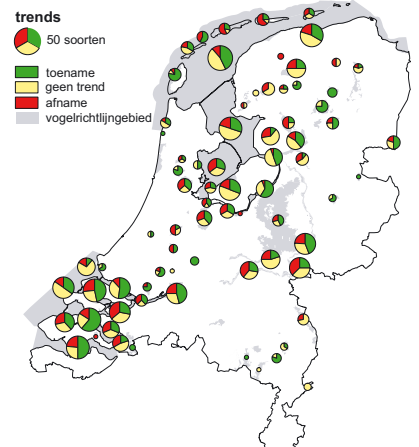 trends
50 soorten
toename
geen trend
afname
vogelrichtlijngebied